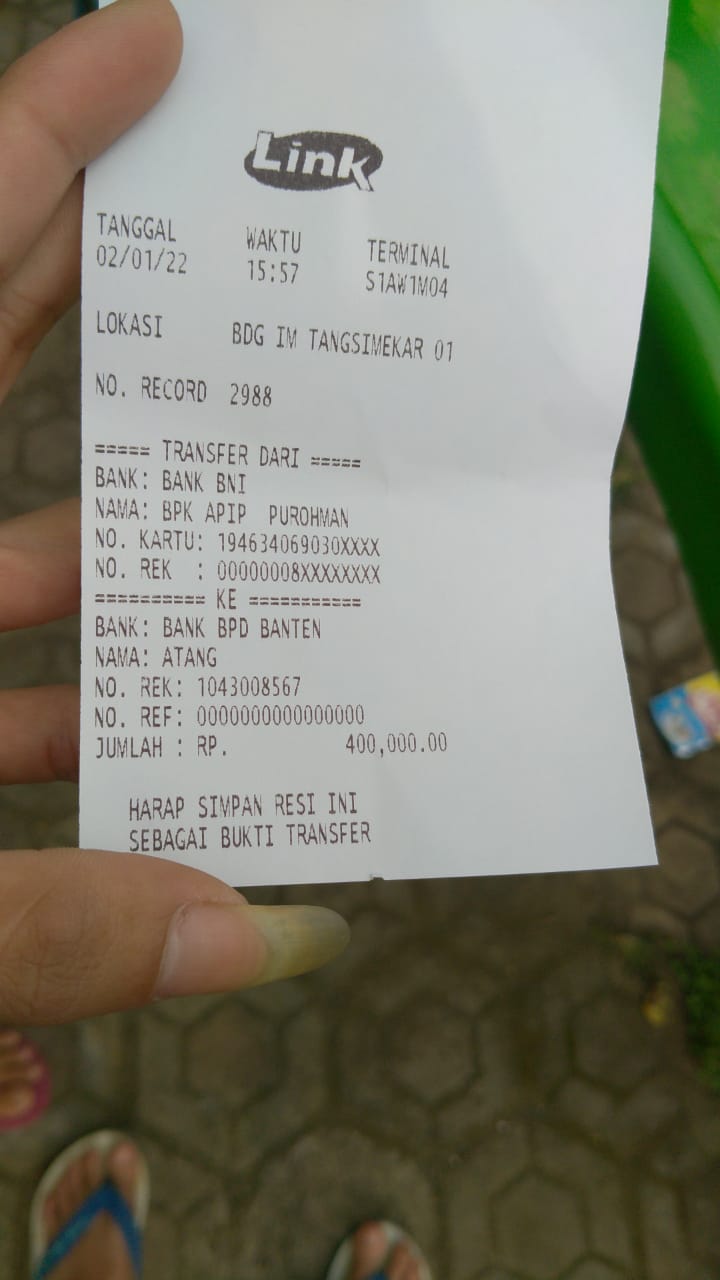 Link
TANGGAL WAKTU TERMINAL
02/01/22 15:57 S1AW1M04
LOKASI BDG IM TANGSIMEKAR 01
NO. RECORD 2988
===== TRANSFER DARI =====
BANK: BANK BNI
NAMA: BPK APIP PUROHMAN
NO. KARTU: 194634069030XXXX
NO. REK : 00000008XXXXXXXX
========== KE ==========
BANK: BANK BPD BANTEN
NAMA: ATANG
NO. REK: 1043008567
NO. REF: 0000000000000000
JUMLAH : RP. 400,000.00
HARAP SIMPAN RESI INI
SEBAGAI BUKTI TRANSFER